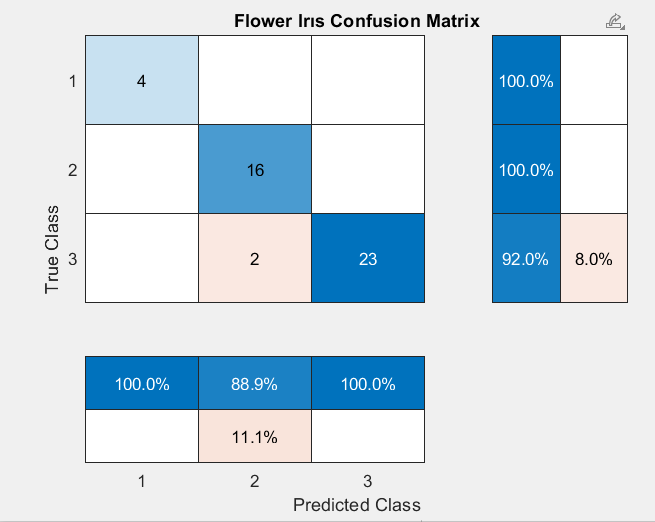 Flower Iris Confusion Matrix
1 4 100.0%
2 16 100.0%
True Class
3 2 23 92.0% 8.0%
100.0% 88.9% 100.0%
11.1%
1 2 3
Predicted Class